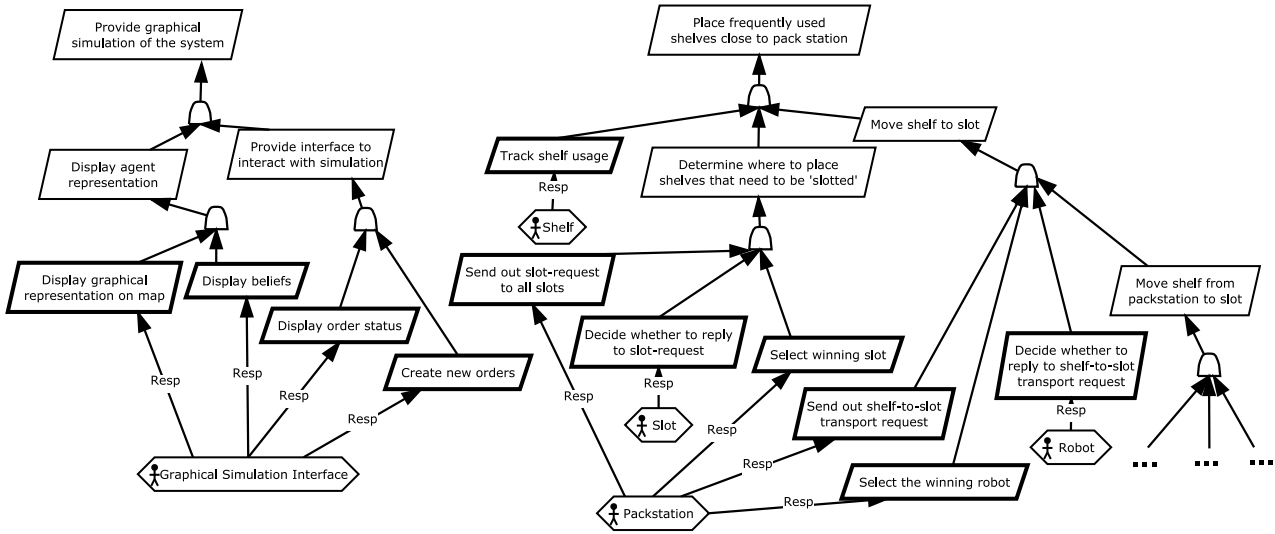 Provide graphical
simulation of the system
Place frequently used
shelves close to pack station
Move shelf to slot
Provide interface to
interact with simulation
Track shelf usage
Display agent
representation
Determine where to place
shelves that need to be 'slotted'
Resp
Shelf
Display graphical
representation on map
Display beliefs
Send out slot-request
to all slots
Move shelf from
packstation to slot
Display order status
Decide whether to reply
to slot-request
Select winning slot
Decide whether to
reply to shelf-to-slot
transport request
Create new orders
Resp
Resp
Resp
Resp
Resp
Resp
Resp
Send out shelf-to-slot
transport request
Resp
Slot
Resp
Robot
Resp
Graphical Simulation Interface
Select the winning robot
Resp
Packstation